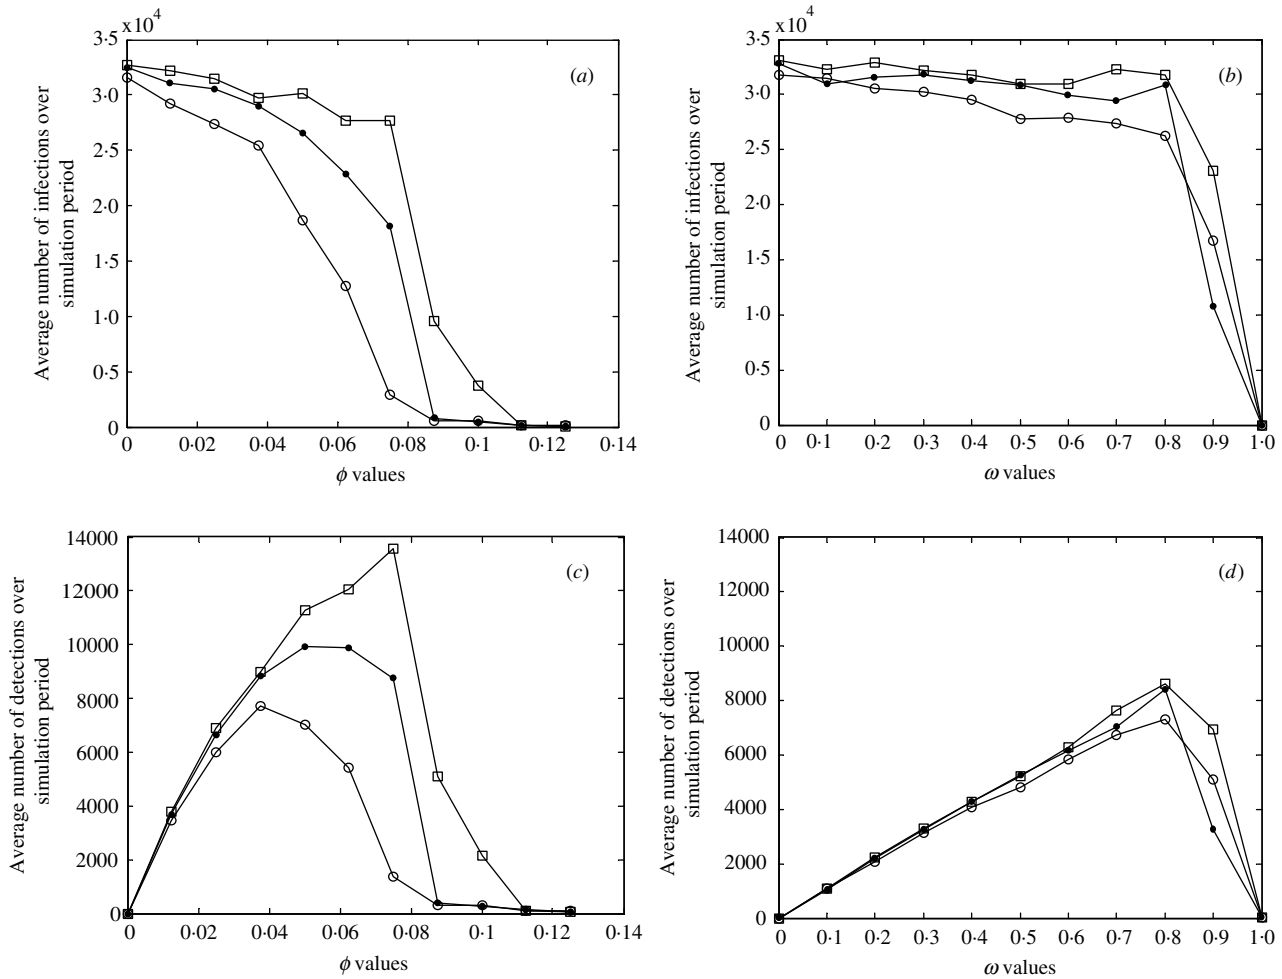 x10⁴
3·5
3·0
2·5
2·0
1·5
1·0
0·5
0
0 0·02 0·04 0·06 0·08 0·1 0·12 0·14
ϕ values
Average number of infections over
simulation period
(a)
x10⁴
3·5
3·0
2·5
2·0
1·5
1·0
0·5
0
0 0·1 0·2 0·3 0·4 0·5 0·6 0·7 0·8 0·9 1·0
ω values
Average number of infections over
simulation period
(b)
14000
12000
10000
8000
6000
4000
2000
0
0 0·02 0·04 0·06 0·08 0·1 0·12 0·14
ϕ values
Average number of detections over
simulation period
(c)
14000
12000
10000
8000
6000
4000
2000
0
0 0·1 0·2 0·3 0·4 0·5 0·6 0·7 0·8 0·9 1·0
ω values
Average number of detections over
simulation period
(d)